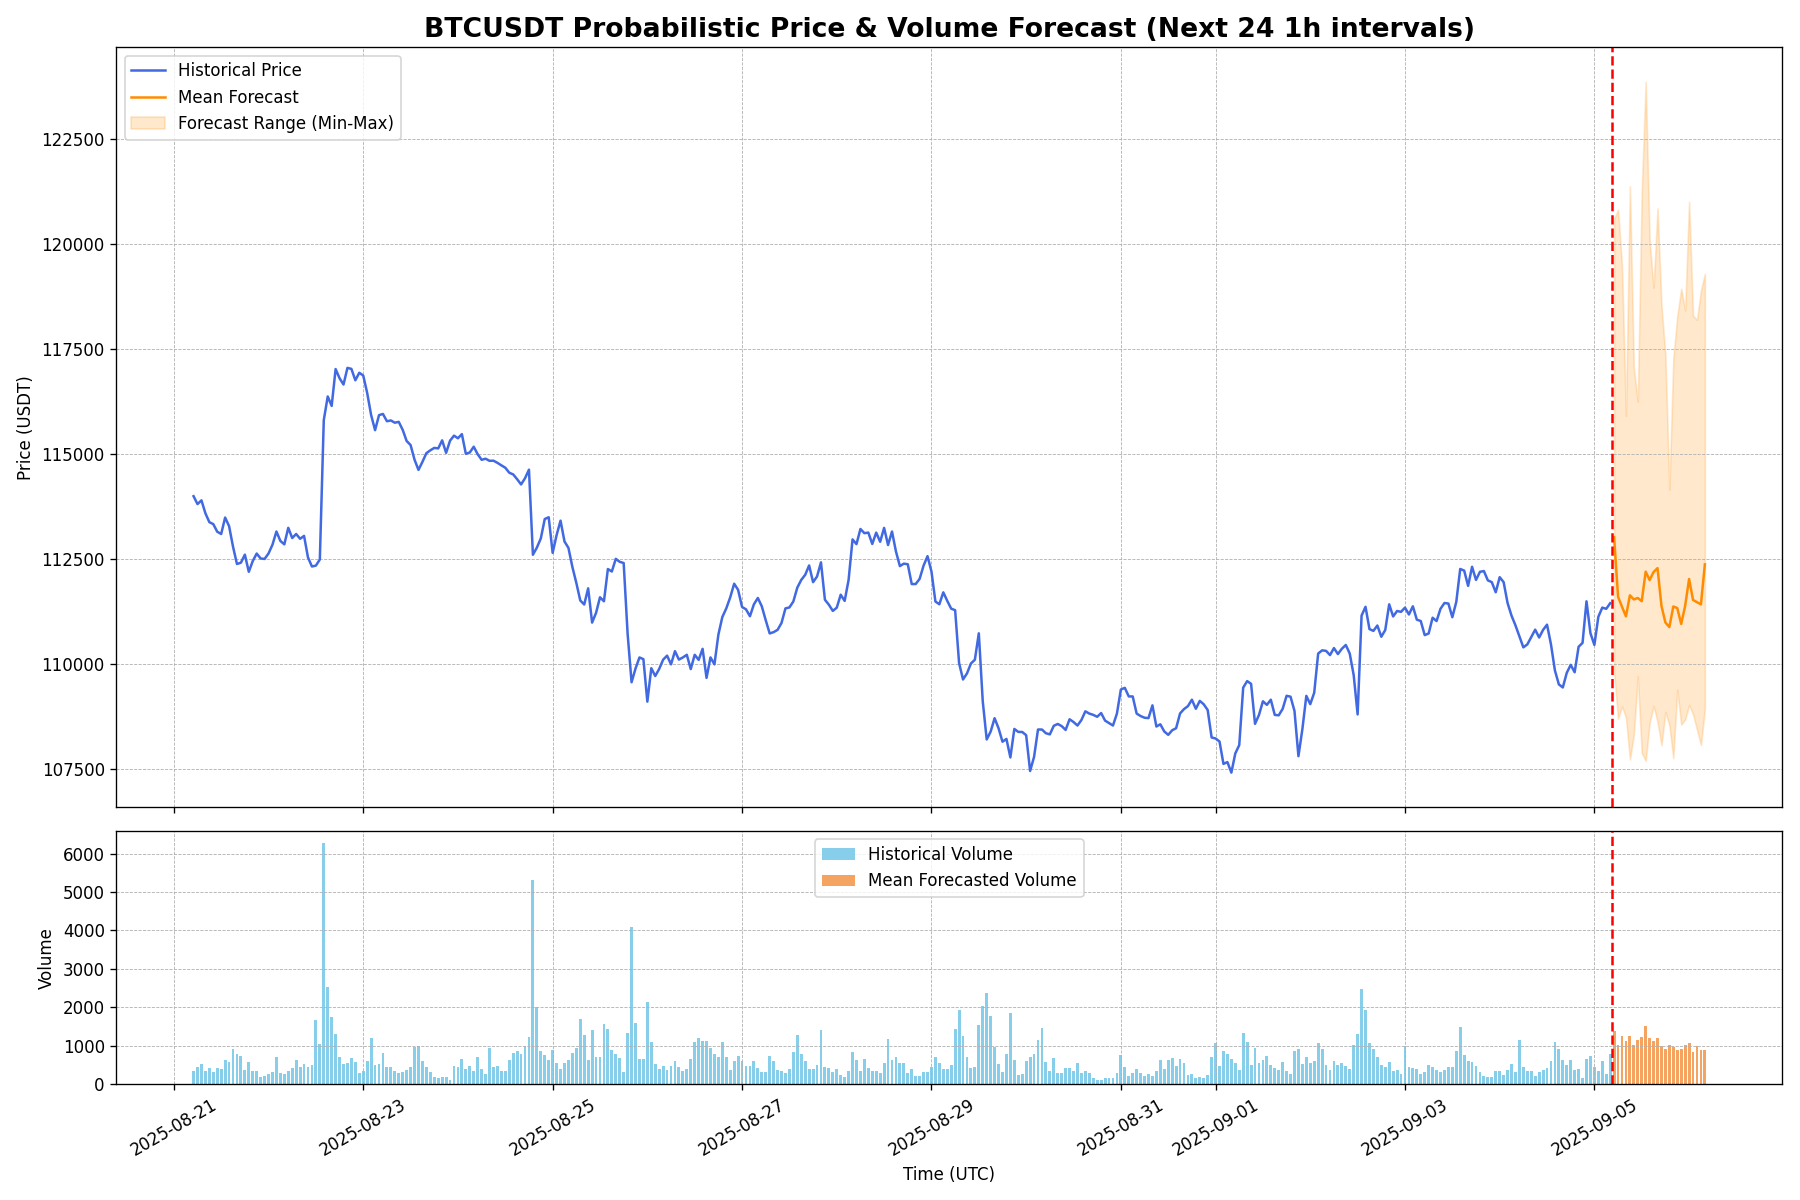 BTCUSDT Probabilistic Price & Volume Forecast (Next 24 1h intervals)
Historical Price
Mean Forecast
Forecast Range (Min-Max)
Price (USDT)
122500
120000
117500
115000
112500
110000
107500
Historical Volume
Mean Forecasted Volume
Volume
6000
5000
4000
3000
2000
1000
0
2025-08-21
2025-08-23
2025-08-25
2025-08-27
2025-08-29
2025-08-31
2025-09-01
2025-09-03
2025-09-05
Time (UTC)